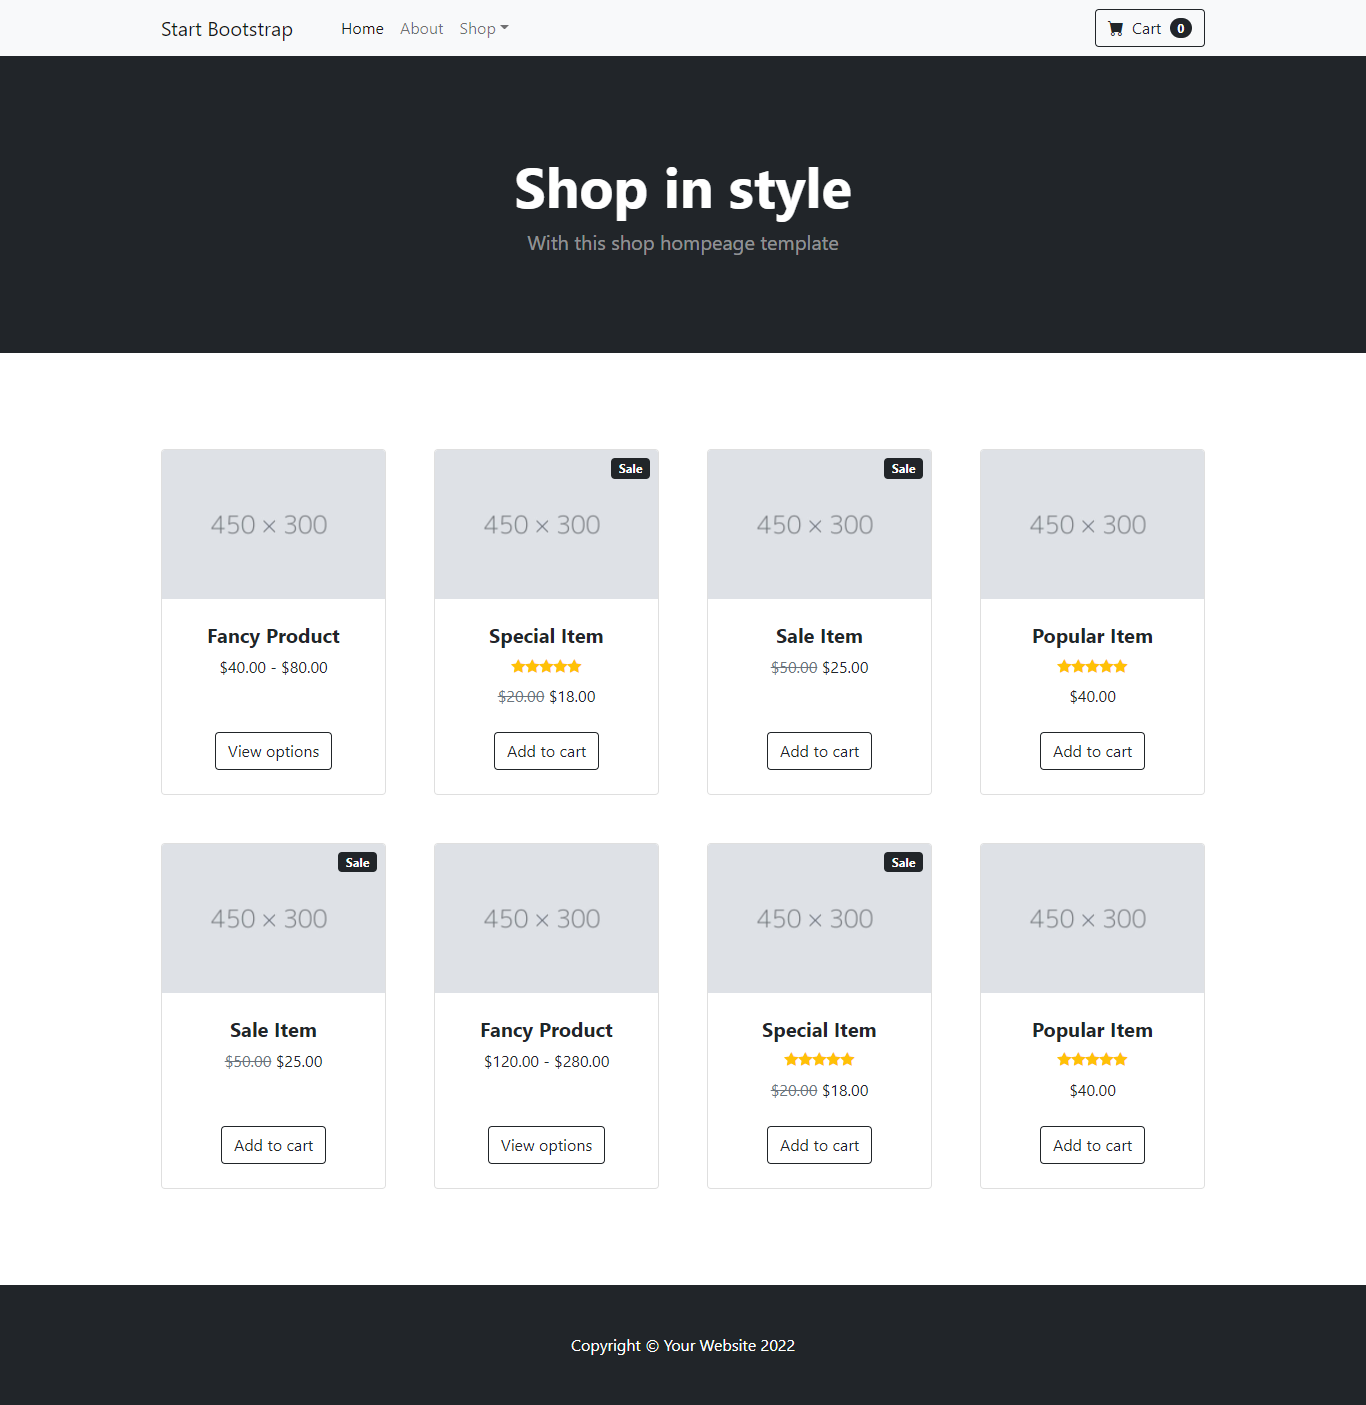 Start Bootstrap Home About Shop Cart 0
Shop in style
With this shop hompeage template
450 × 300
Fancy Product
$40.00 - $80.00
View options
Sale
450 × 300
Special Item
$20.00 $18.00
Add to cart
Sale
450 × 300
Sale Item
$50.00 $25.00
Add to cart
450 × 300
Popular Item
$40.00
Add to cart
Sale
450 × 300
Sale Item
$50.00 $25.00
Add to cart
450 × 300
Fancy Product
$120.00 - $280.00
View options
Sale
450 × 300
Special Item
$20.00 $18.00
Add to cart
450 × 300
Popular Item
$40.00
Add to cart
Copyright © Your Website 2022